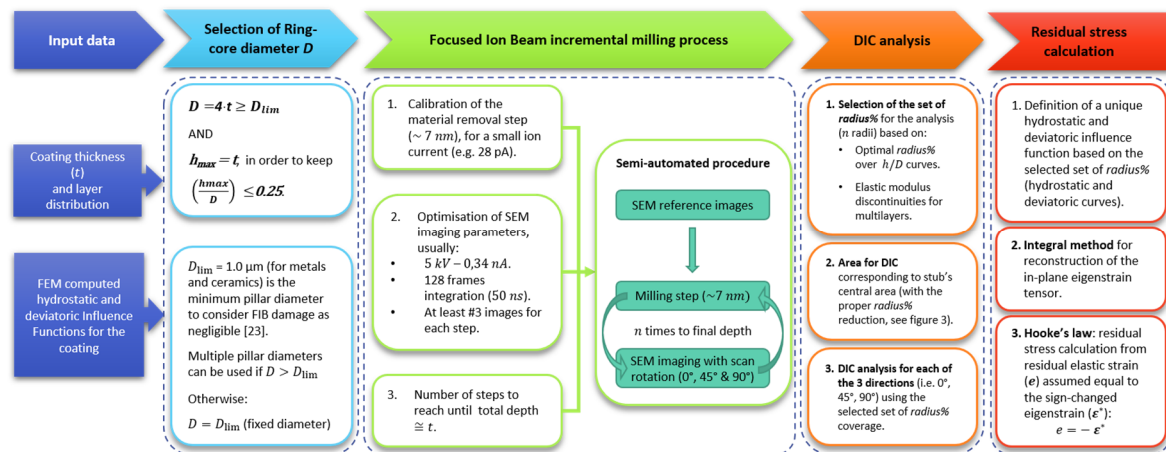 Input data
Coating thickness
(t)
and layer
distribution
FEM computed
hydrostatic and
deviatoric Influence
Functions for the
coating
Selection of Ring-
core diameter D
D =4·t ≥ D_lim
AND
h_max = t, in order to keep
(hmax/D) ≤0.25.
D_lim = 1.0 μm (for metals
and ceramics) is the
minimum pillar diameter
to consider FIB damage as
negligible [23].
Multiple pillar diameters
can be used if D > D_lim
Otherwise:
D = D_lim (fixed diameter)
Focused Ion Beam incremental milling process
1. Calibration of the
material removal step
(~ 7 nm), for a small ion
current (e.g. 28 pA).
2. Optimisation of SEM
imaging parameters,
usually:
• 5 kV – 0,34 nA.
• 128 frames
integration (50 ns).
• At least #3 images for
each step.
3. Number of steps to
reach until total depth
≅ t.
Semi-automated procedure
SEM reference images
Milling step (~7 nm)
n times to final depth
SEM imaging with scan
rotation (0°, 45° & 90°)
DIC analysis
1. Selection of the set of
radius% for the analysis
(n radii) based on:
• Optimal radius%
over h/D curves.
• Elastic modulus
discontinuities for
multilayers.
2. Area for DIC
corresponding to stub's
central area (with the
proper radius%
reduction, see figure 3).
3. DIC analysis for each of
the 3 directions (i.e. 0°,
45°, 90°) using the
selected set of radius%
coverage.
Residual stress
calculation
1. Definition of a unique
hydrostatic and
deviatoric influence
function based on the
selected set of radius%
(hydrostatic and
deviatoric curves).
2. Integral method for
reconstruction of the
in-plane eigenstrain
tensor.
3. Hooke's law: residual
stress calculation from
residual elastic strain
(e) assumed equal to
the sign-changed
eigenstrain (ε*):
e = − ε*